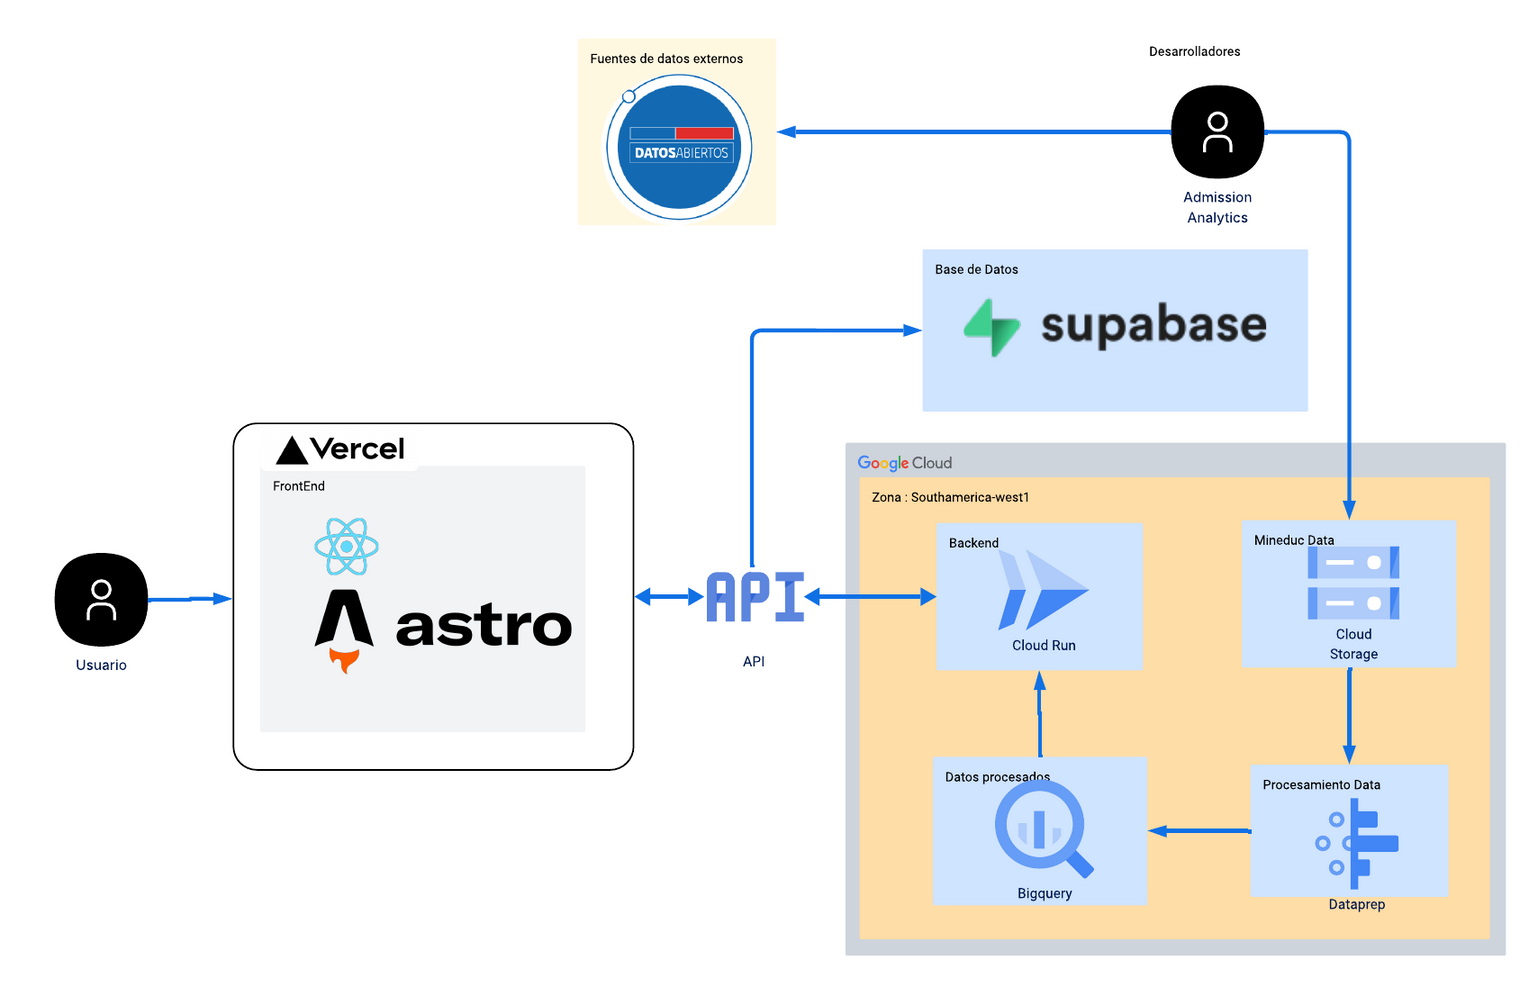 Fuentes de datos externos
DATOSABIERTOS
Desarrolladores
Admission
Analytics
Base de Datos
supabase
Vercel
FrontEnd
astro
Usuario
API
API
Google Cloud
Zona : Southamerica-west1
Backend
Cloud Run
Mineduc Data
Cloud
Storage
Datos procesados
Bigquery
Procesamiento Data
Dataprep